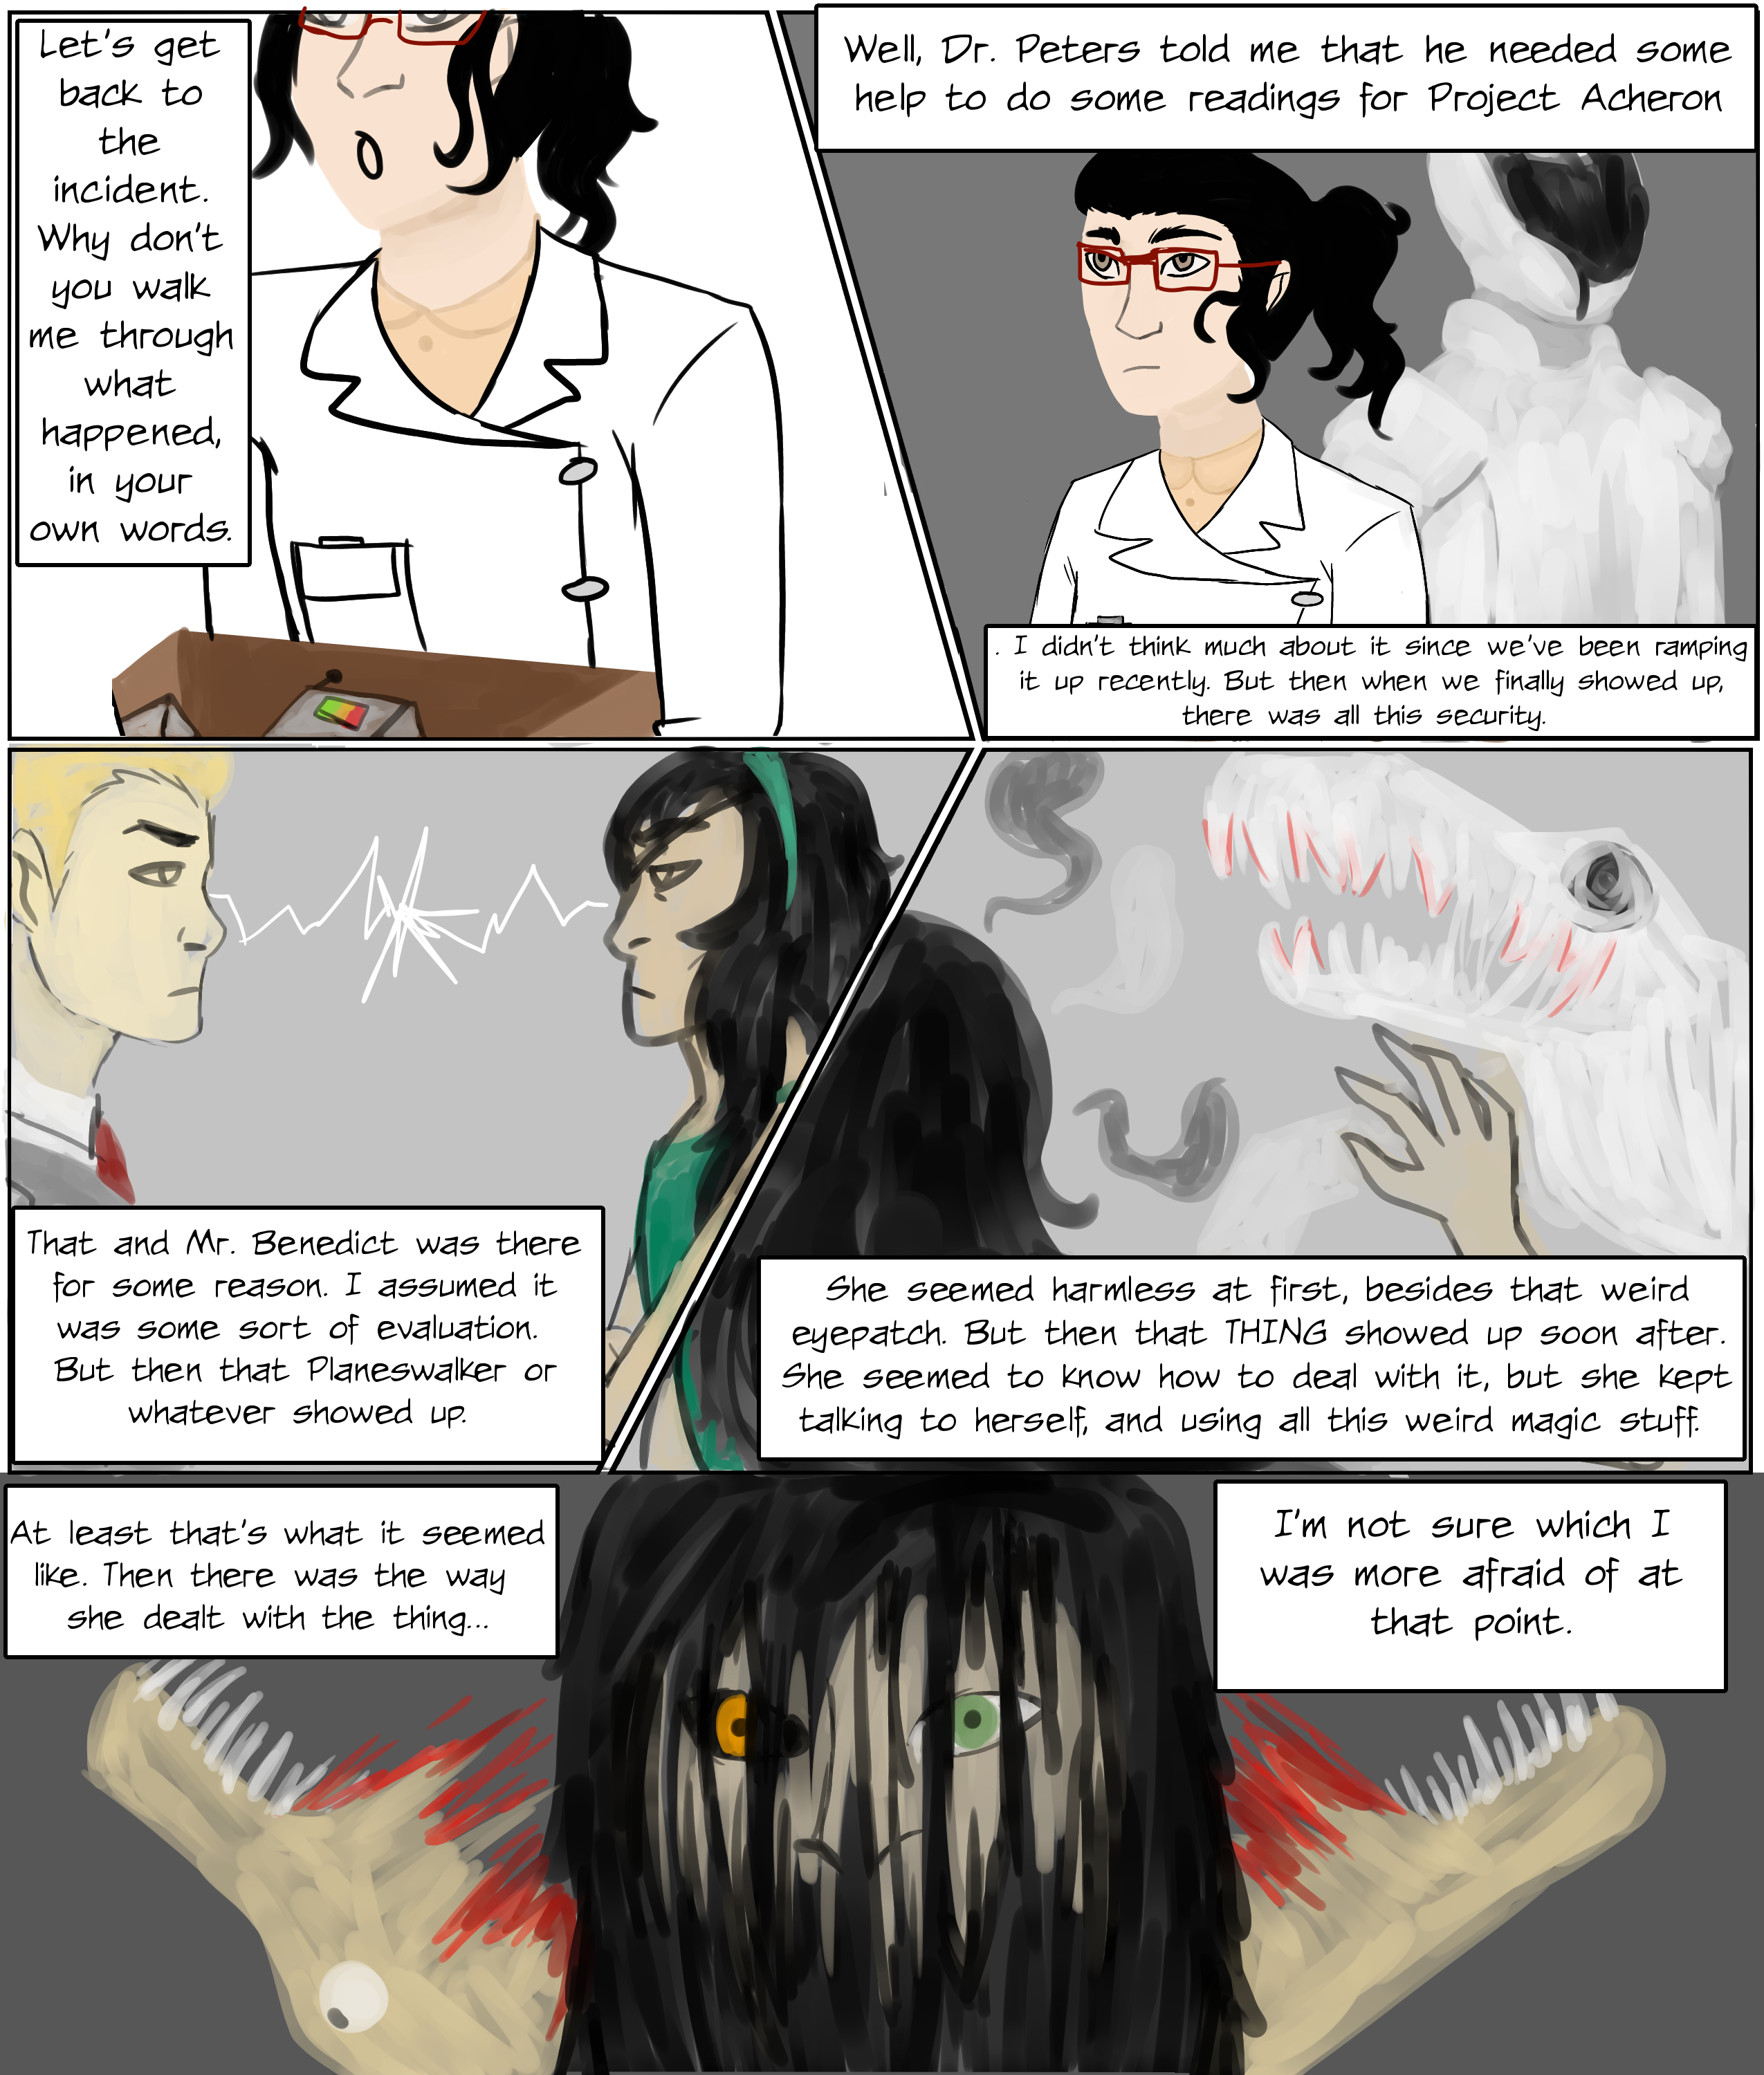 Let's get
back to
the
incident.
Why don't
you walk
me through
what
happened,
in your
own words.
Well, Dr. Peters told me that he needed some
help to do some readings for Project Acheron
. I didn't think much about it since we've been ramping
it up recently. But then when we finally showed up,
there was all this security.
That and Mr. Benedict was there
for some reason. I assumed it
was some sort of evaluation.
But then that Planeswalker or
whatever showed up.
She seemed harmless at first, besides that weird
eyepatch. But then that THING showed up soon after.
She seemed to know how to deal with it, but she kept
talking to herself, and using all this weird magic stuff.
At least that's what it seemed
like. Then there was the way
she dealt with the thing...
I'm not sure which I
was more afraid of at
that point.